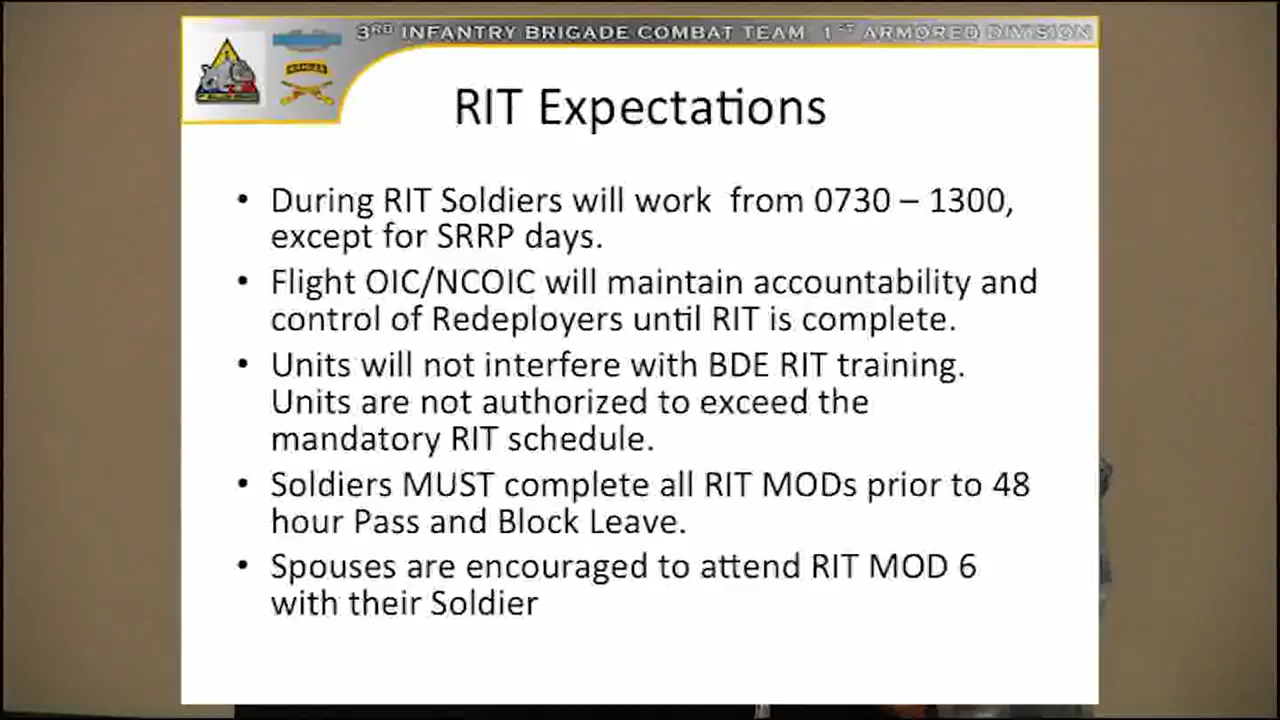 3RD INFANTRY BRIGADE COMBAT TEAM 1ST ARMORED DIVISION
RIT Expectations
• During RIT Soldiers will work from 0730 – 1300,
except for SRRP days.
• Flight OIC/NCOIC will maintain accountability and
control of Redeployers until RIT is complete.
• Units will not interfere with BDE RIT training.
Units are not authorized to exceed the
mandatory RIT schedule.
• Soldiers MUST complete all RIT MODs prior to 48
hour Pass and Block Leave.
• Spouses are encouraged to attend RIT MOD 6
with their Soldier